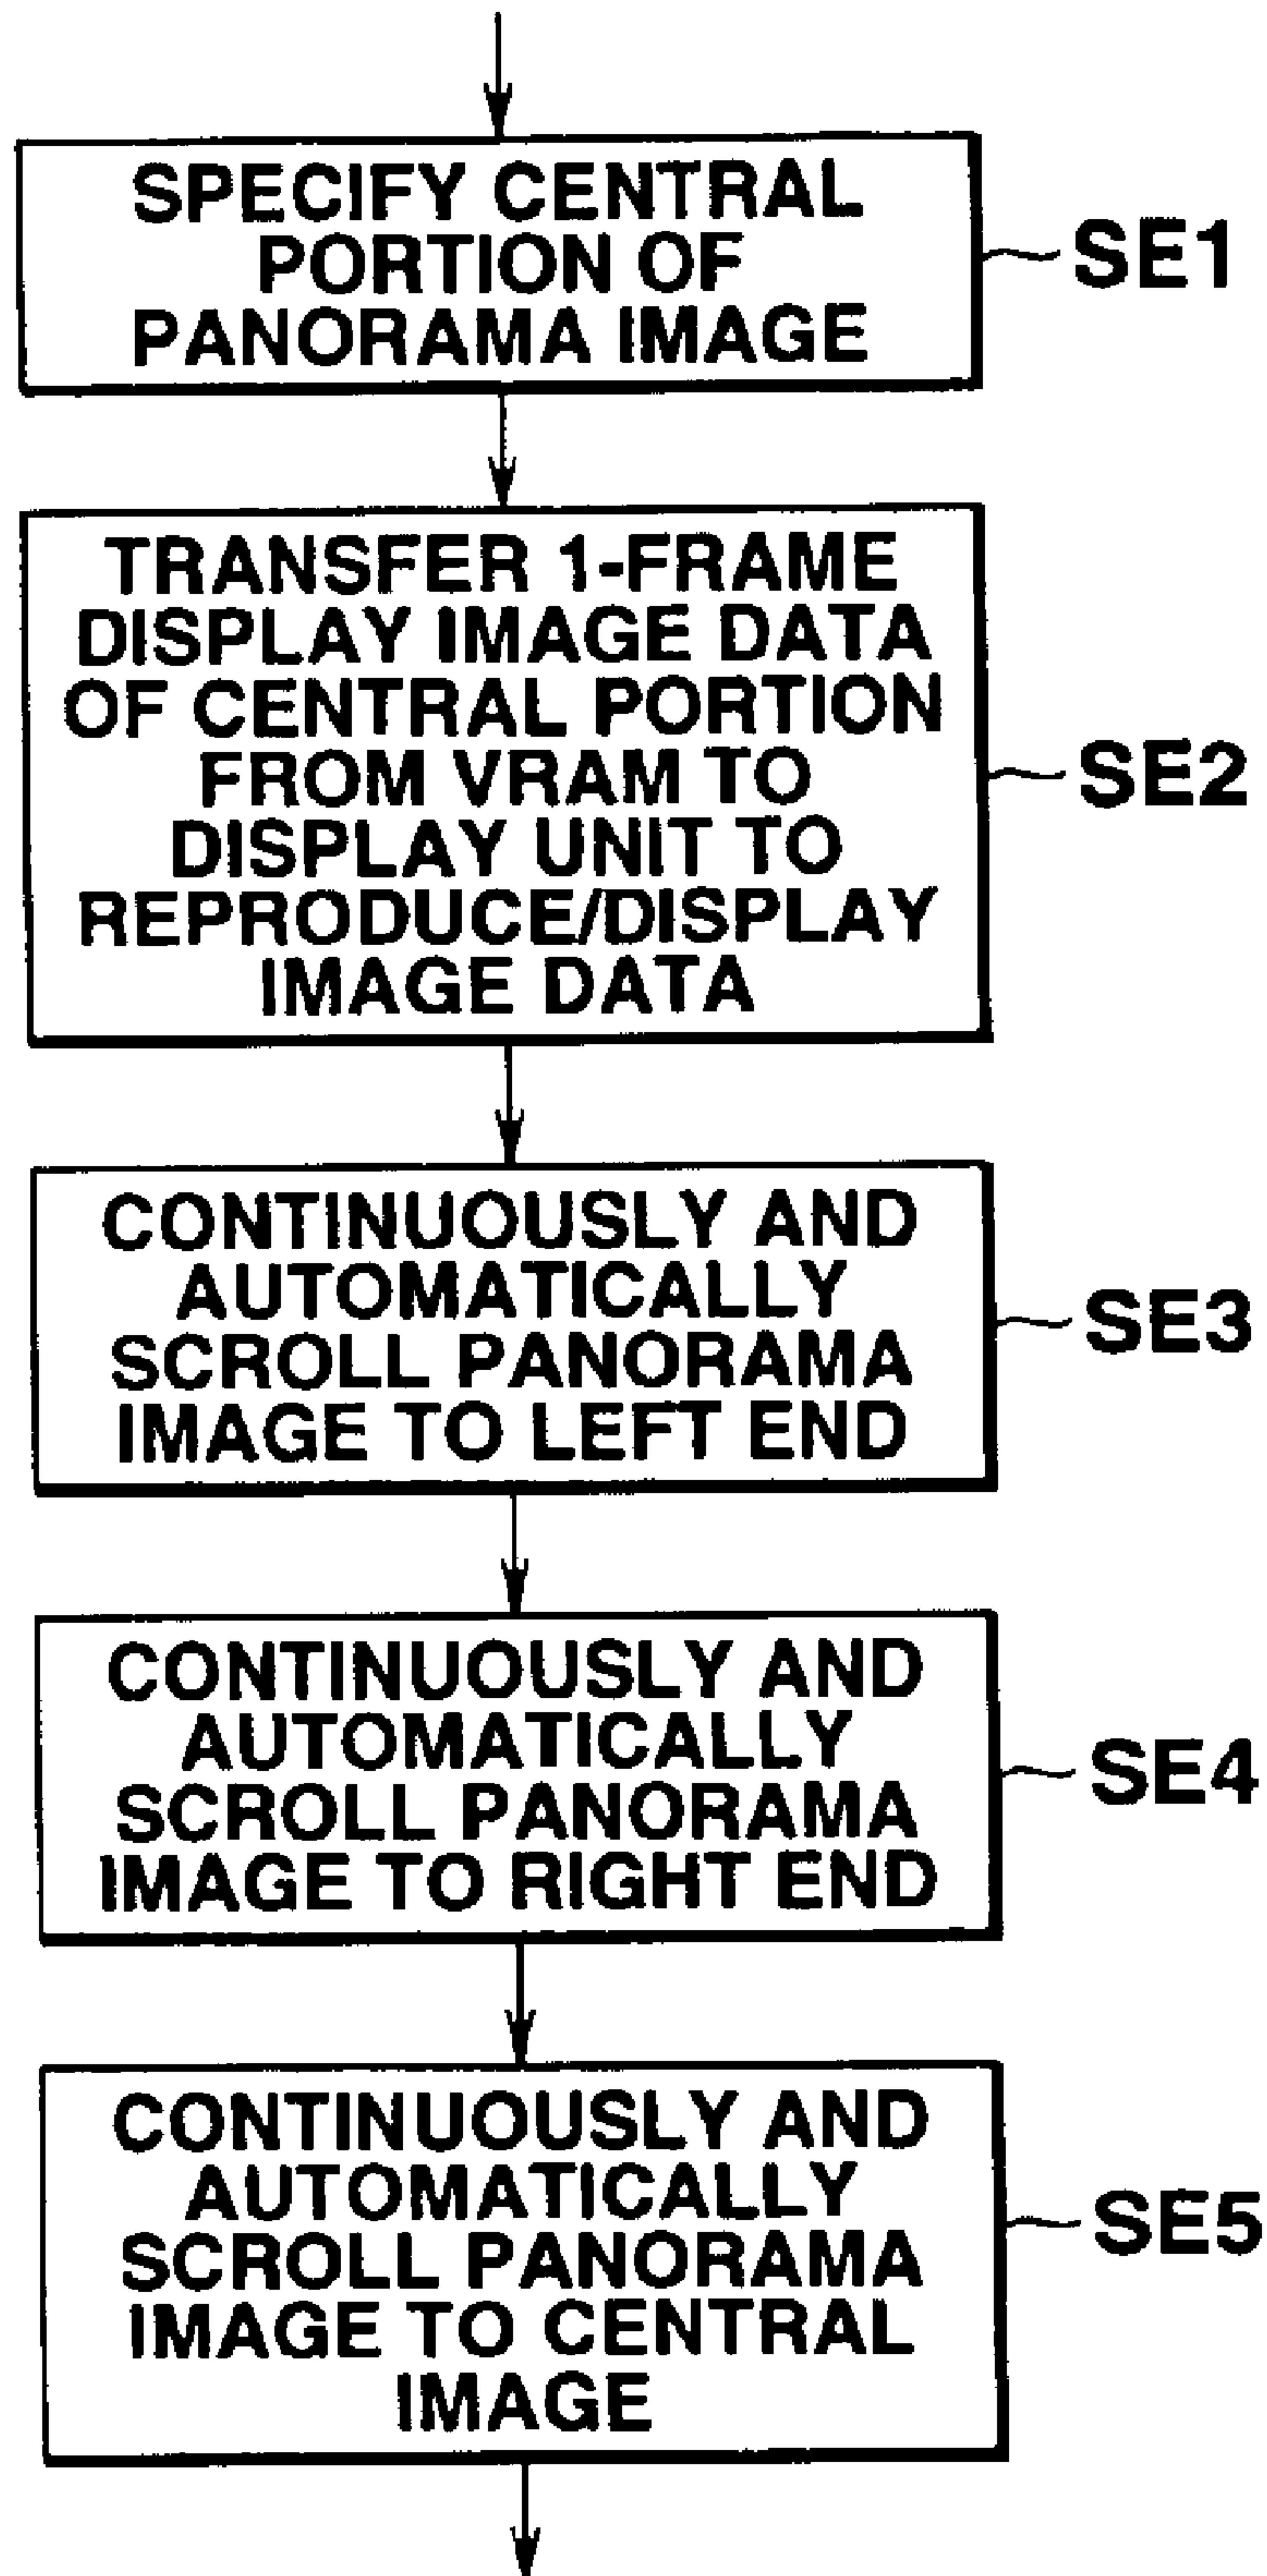 SPECIFY CENTRAL
PORTION OF
PANORAMA IMAGE
SE1
TRANSFER 1-FRAME
DISPLAY IMAGE DATA
OF CENTRAL PORTION
FROM VRAM TO
DISPLAY UNIT TO
REPRODUCE/DISPLAY
IMAGE DATA
SE2
CONTINUOUSLY AND
AUTOMATICALLY
SCROLL PANORAMA
IMAGE TO LEFT END
SE3
CONTINUOUSLY AND
AUTOMATICALLY
SCROLL PANORAMA
IMAGE TO RIGHT END
SE4
CONTINUOUSLY AND
AUTOMATICALLY
SCROLL PANORAMA
IMAGE TO CENTRAL
IMAGE
SE5